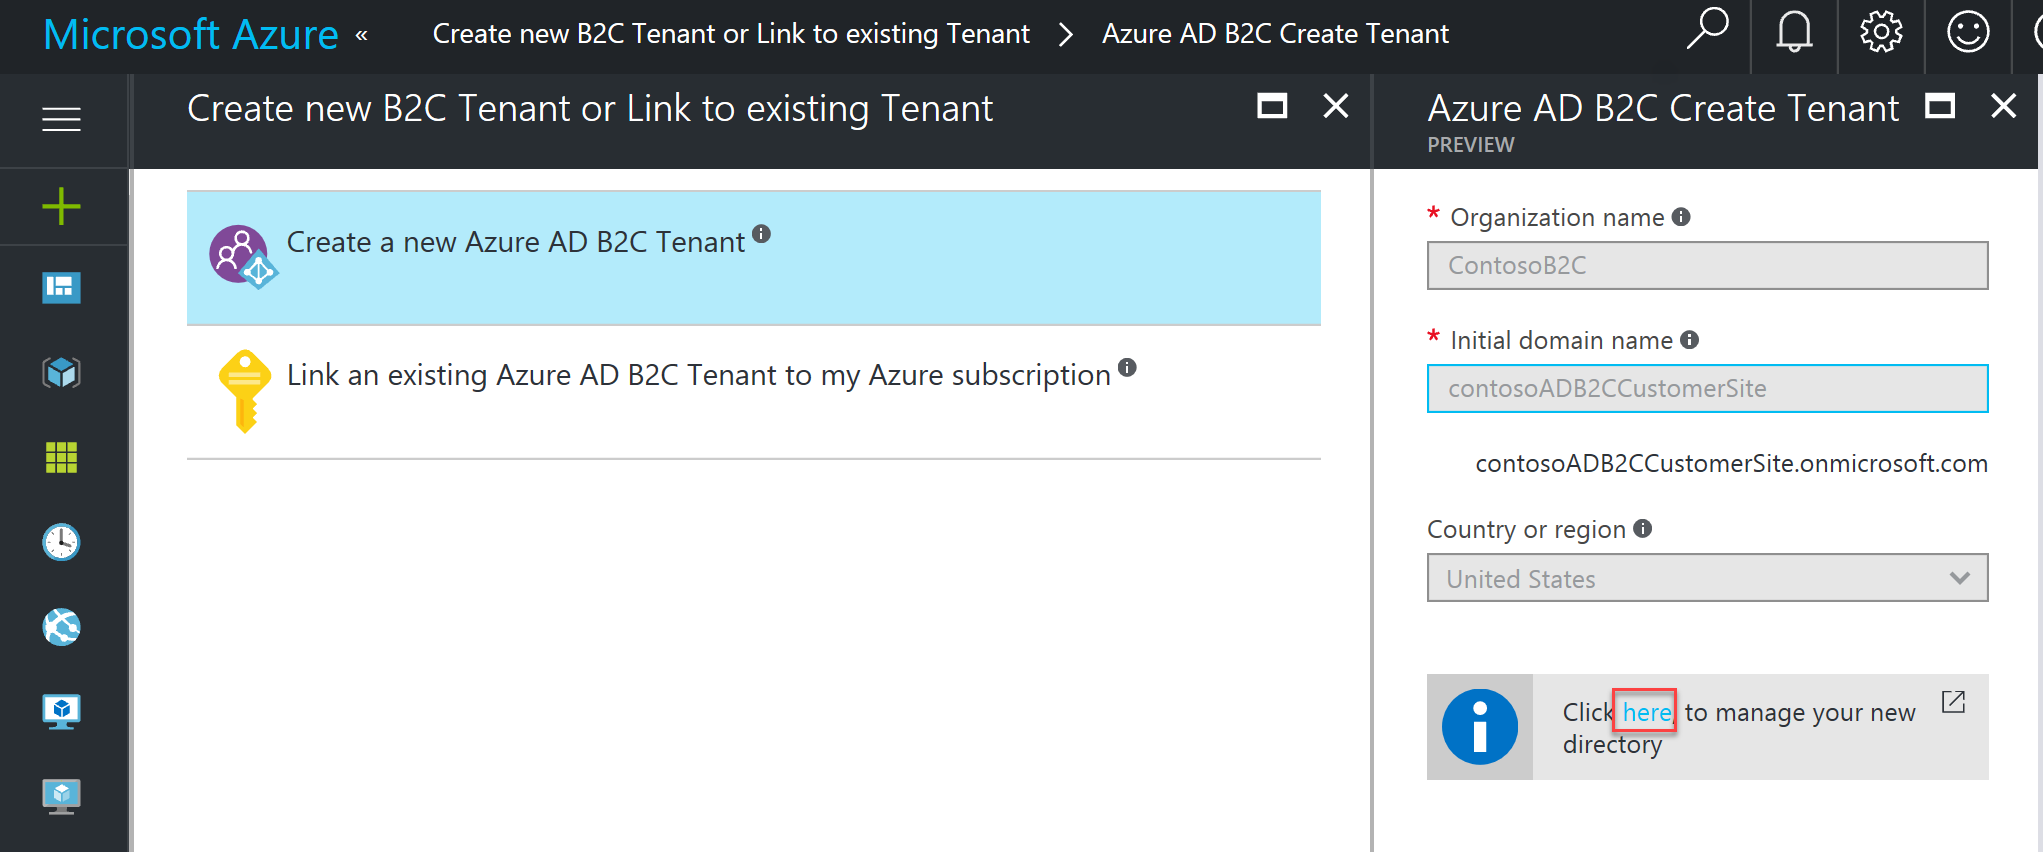 Microsoft Azure « Create new B2C Tenant or Link to existing Tenant > Azure AD B2C Create Tenant
Create new B2C Tenant or Link to existing Tenant
Create a new Azure AD B2C Tenant
Link an existing Azure AD B2C Tenant to my Azure subscription
Azure AD B2C Create Tenant
PREVIEW
* Organization name
ContosoB2C
* Initial domain name
contosoADB2CCustomerSite
contosoADB2CCustomerSite.onmicrosoft.com
Country or region
United States
Click here, to manage your new
directory